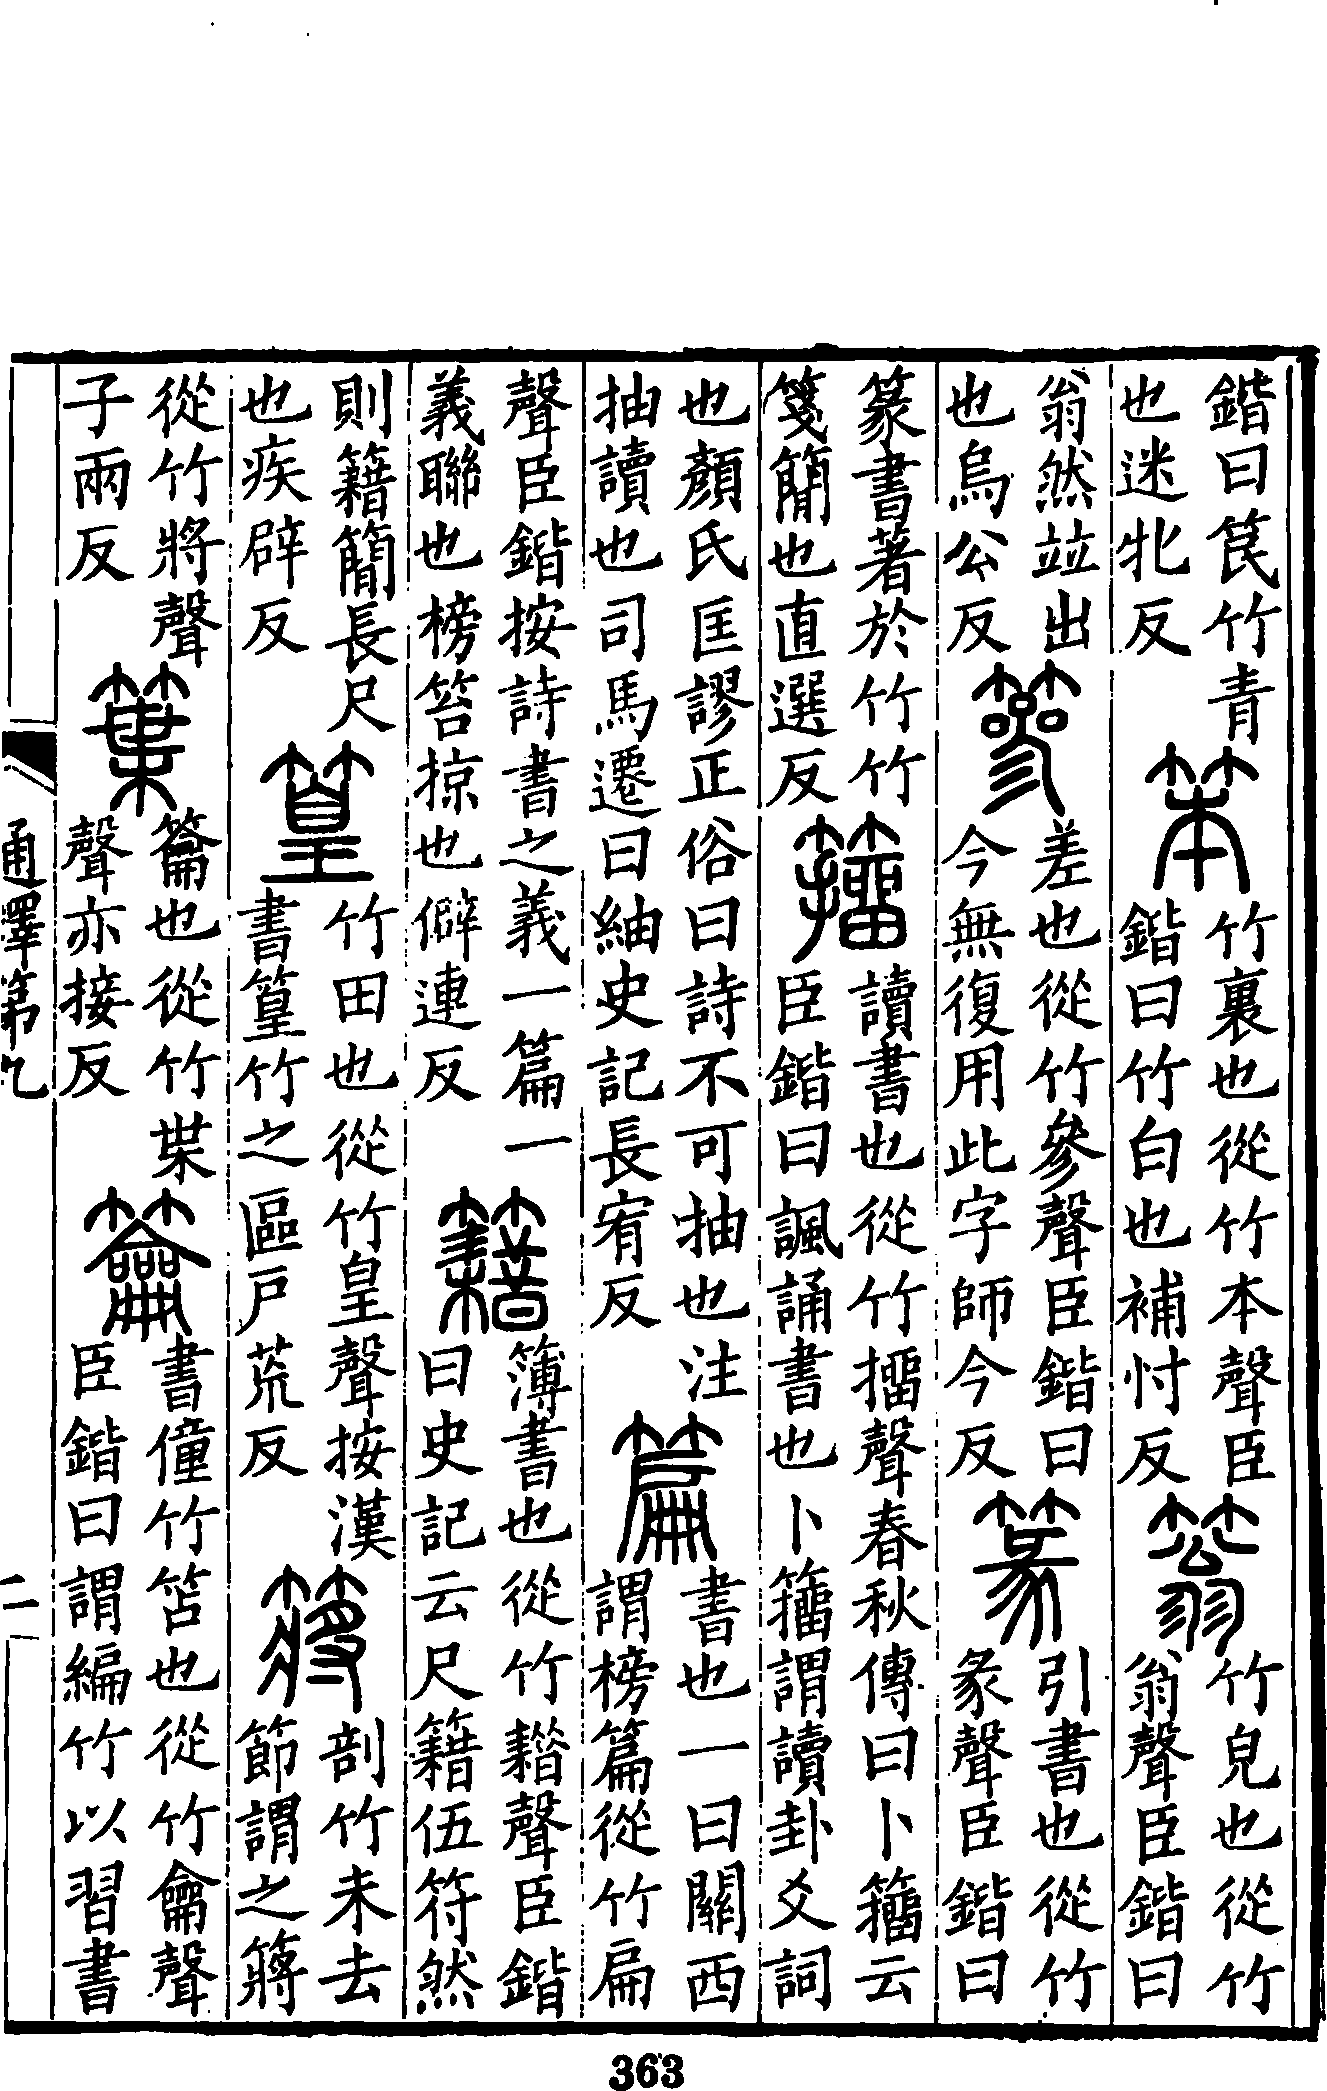 鍇曰筤竹青
也迷牝反
笨
竹裏也從竹本聲臣
鍇曰竹白也補忖反
䈵
竹皃也從竹
翁聲臣鍇曰
翁然竝出
也烏公反
篸
差也從竹參聲臣鍇曰
今無復用此字師今反
篆
引書也從竹
彖聲臣鍇曰
篆書著於竹竹
箋簡也直選反
籀
讀書也從竹㩅聲春秋傳曰卜籀云
臣鍇曰諷誦書也卜籀謂讀卦爻詞
也顏氏匡謬正俗曰詩不可抽也注
抽讀也司馬遷曰紬史記長宥反
篇
書也一曰關西
謂榜篇從竹扁
聲臣鍇按詩書之義一篇一
義聯也榜笞掠也僻連反
籍
簿書也從竹耤聲臣鍇
曰史記云尺籍伍符然
則籍簡長尺
也疾辟反
篁
竹田也從竹皇聲按漢
書篁竹之區戶荒反
蔣
剖竹未去
節謂之䉃
從竹將聲
子兩反
葉
籥也從竹枼
聲亦接反
籥
書僮竹笘也從竹龠聲
臣鍇曰謂編竹以習書
通釋第九
二
363